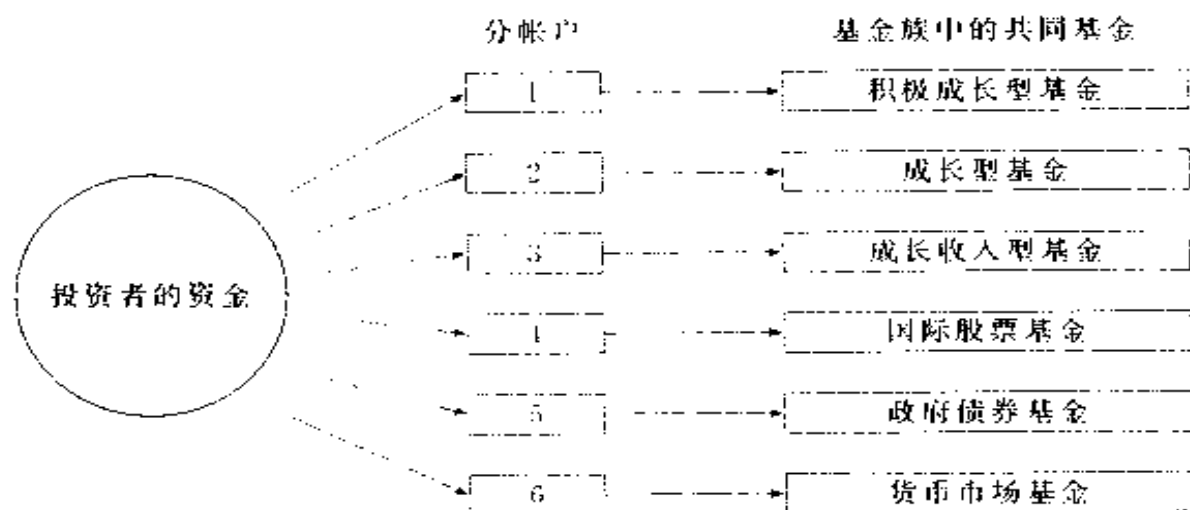 分帐户 基金族中的共同基金
1 积极成长型基金
2 成长型基金
3 成长收入型基金
投资者的资金
4 国际股票基金
5 政府债券基金
6 货币市场基金